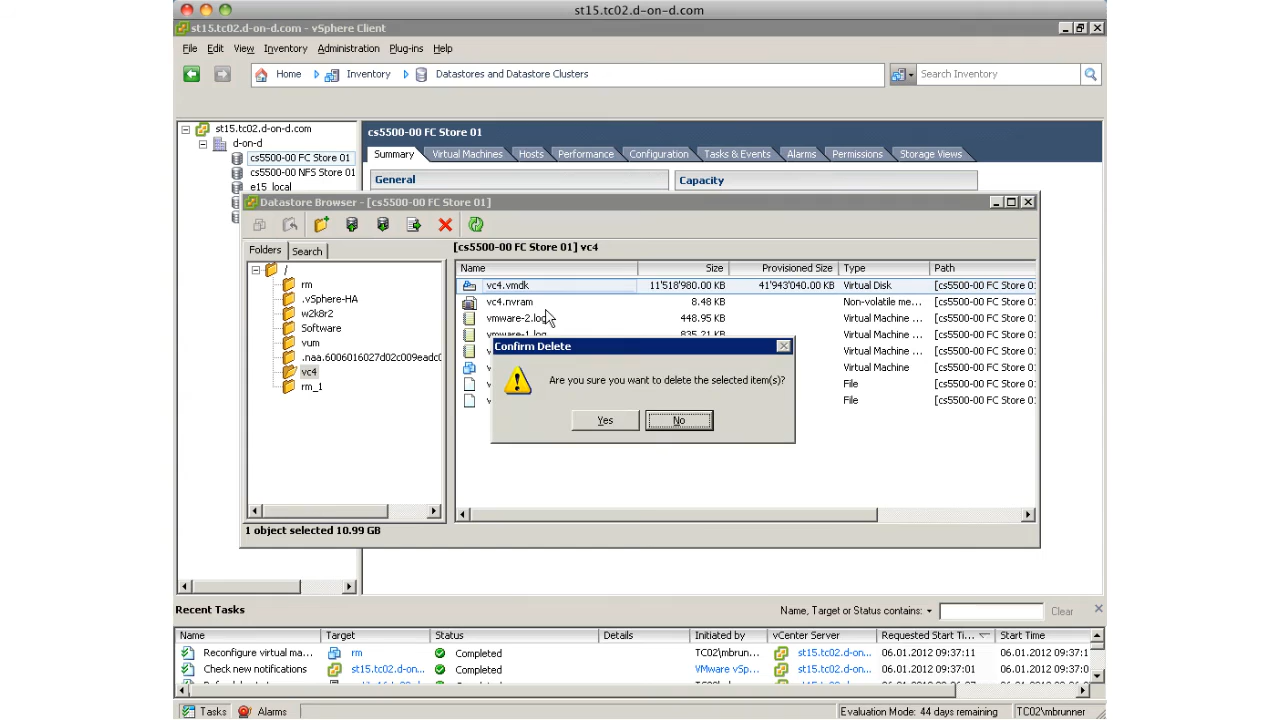 st15.tc02.d-on-d.com
st15.tc02.d-on-d.com - vSphere Client
File Edit View Inventory Administration Plug-ins Help
Home Inventory Datastores and Datastore Clusters Search Inventory
st15.tc02.d-on-d.com
d-on-d
cs5500-00 FC Store 01
cs5500-00 NFS Store 01
e15 local
cs5500-00 FC Store 01
Summary Virtual Machines Hosts Performance Configuration Tasks & Events Alarms Permissions Storage Views
General Capacity
Datastore Browser - [cs5500-00 FC Store 01]
Folders Search
/
rm
.vSphere-HA
w2k8r2
Software
vum
.naa.6006016027d02c009eadc
vc4
rm_1
[cs5500-00 FC Store 01] vc4
Name Size Provisioned Size Type Path
vc4.vmdk 11'518'980.00 KB 41'943'040.00 KB Virtual Disk [cs5500-00 FC Store 0
vc4.nvram 8.48 KB Non-volatile me... [cs5500-00 FC Store 0
vmware-2.log 448.95 KB Virtual Machine ... [cs5500-00 FC Store 0
vmware-1.log 835.21 KB Virtual Machine ... [cs5500-00 FC Store 0
Virtual Machine ... [cs5500-00 FC Store 0
Virtual Machine [cs5500-00 FC Store 0
File [cs5500-00 FC Store 0
File [cs5500-00 FC Store 0
Confirm Delete
Are you sure you want to delete the selected item(s)?
Yes No
1 object selected 10.99 GB
Recent Tasks Name, Target or Status contains: Clear
Name Target Status Details Initiated by vCenter Server Requested Start Ti... Start Time
Reconfigure virtual ma... rm Completed TC02\mbrunner st15.tc02.d-on... 06.01.2012 09:37:11 06.01.2012 09:37:1
Check new notifications st15.tc02.d-on... Completed VMware vSp... st15.tc02.d-on... 06.01.2012 09:37:01 06.01.2012 09:37:0
Tasks Alarms Evaluation Mode: 44 days remaining TC02\mbrunner